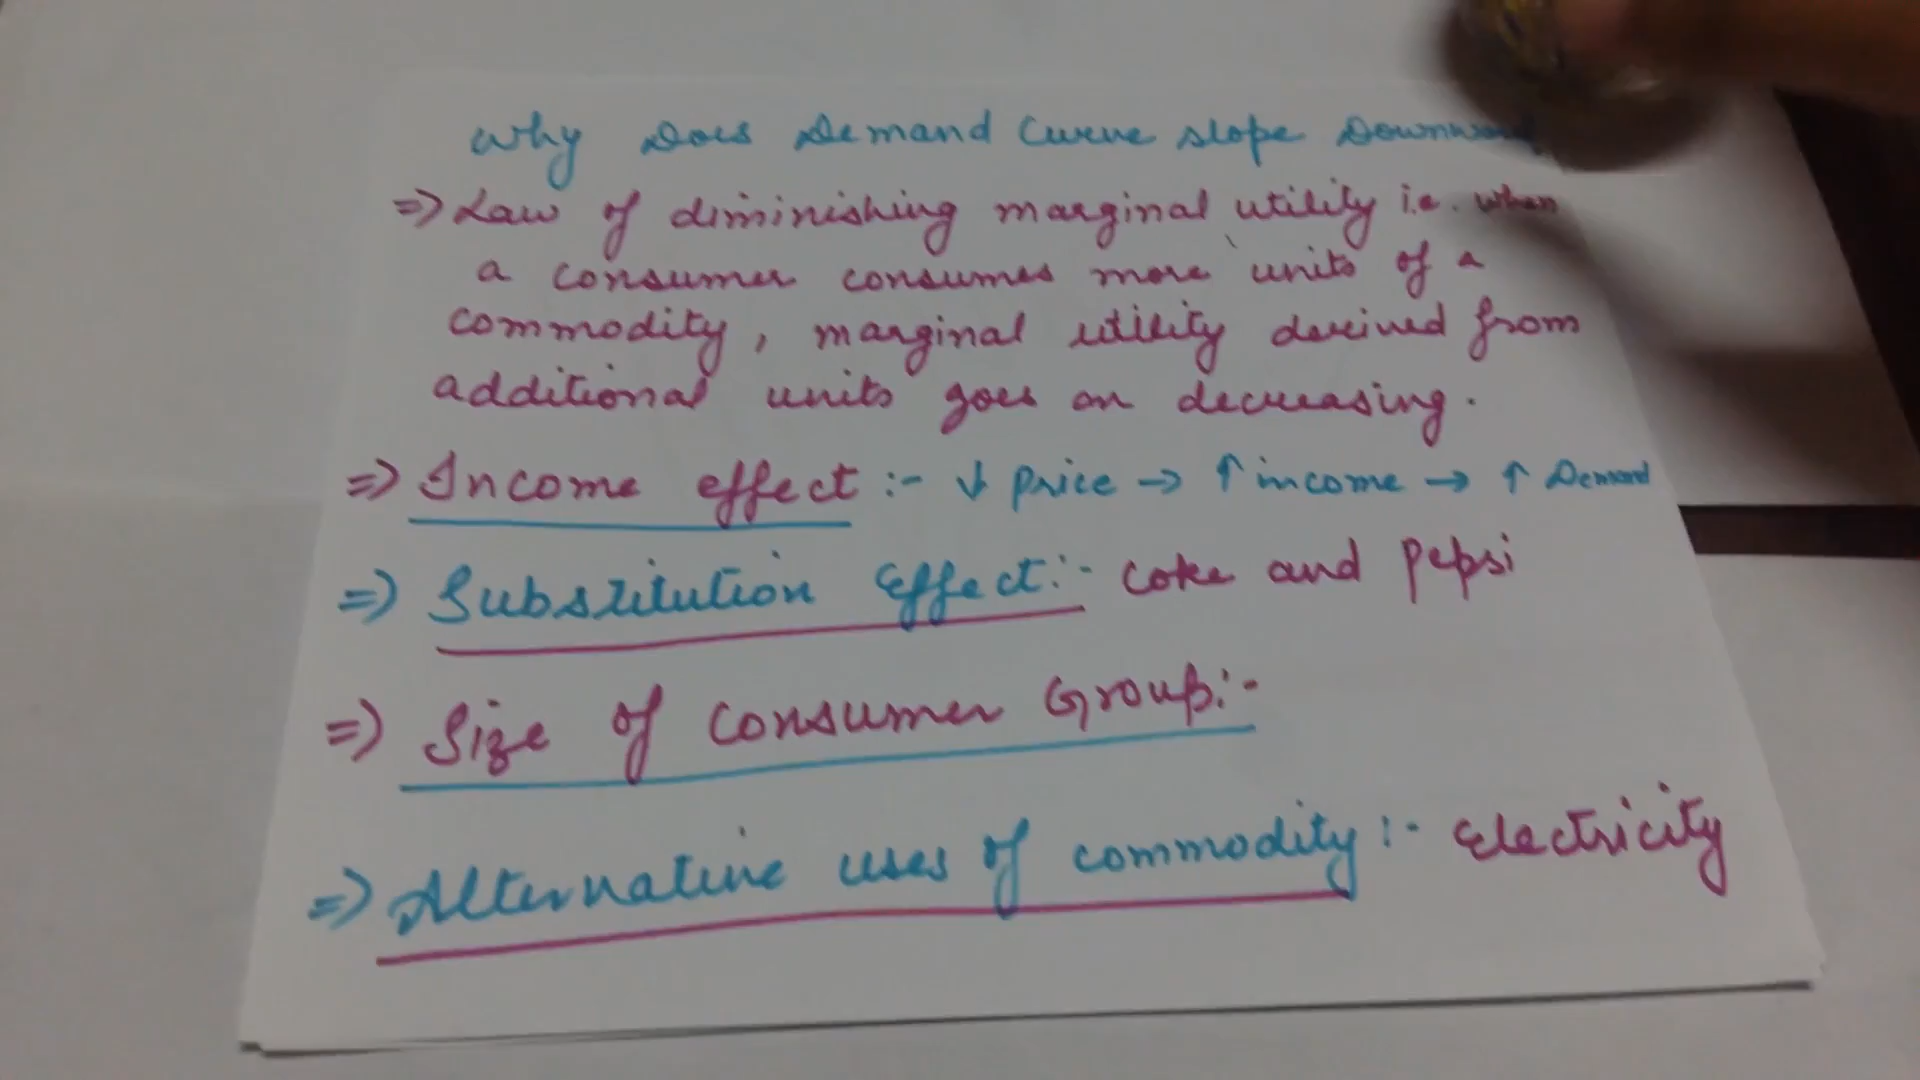 Why Does Demand Curve slope Downward
=> Law of diminishing marginal utility i.e. when
a consumer consumes more units of a
commodity, marginal utility derived from
additional units goes on decreasing.
=> Income effect :- ↓ price → ↑ income → ↑ Demand
=> Substitution Effect:- Coke and Pepsi
=> Size of consumer Group:-
=> Alternative uses of commodity :- Electricity